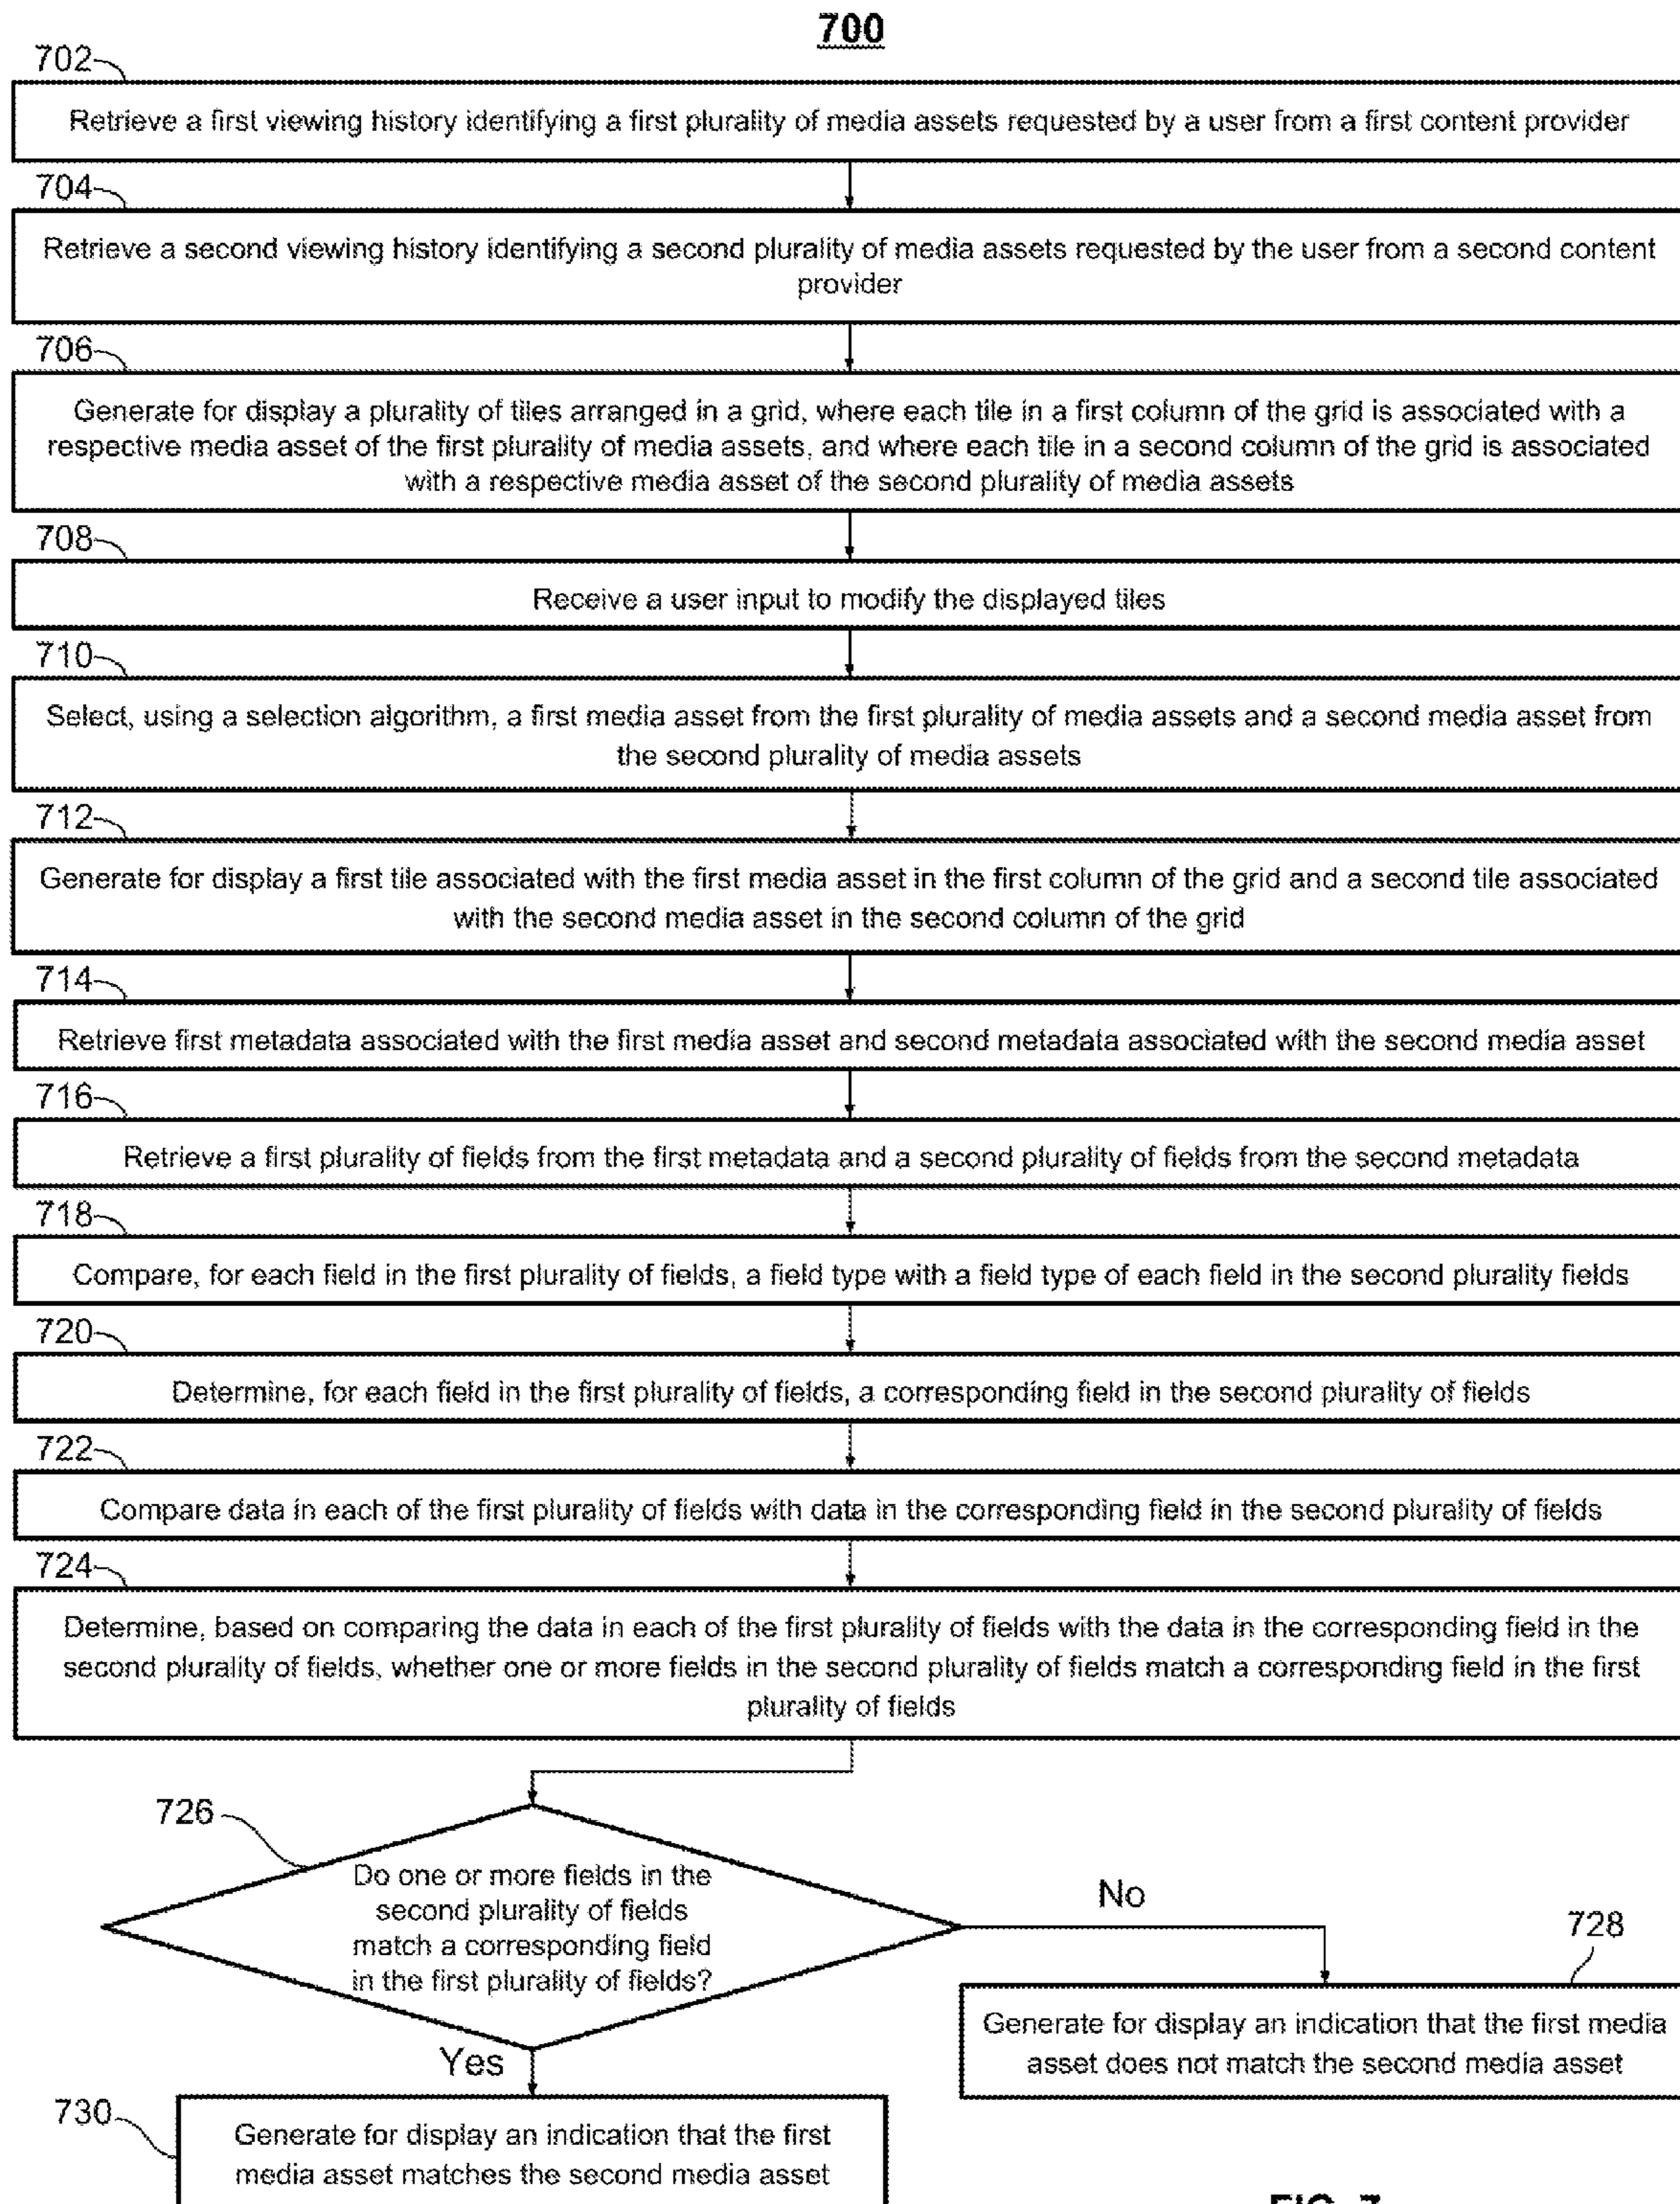 700
702
Retrieve a first viewing history identifying a first plurality of media assets requested by a user from a first content provider
704
Retrieve a second viewing history identifying a second plurality of media assets requested by the user from a second content
provider
706
Generate for display a plurality of tiles arranged in a grid, where each tile in a first column of the grid is associated with a
respective media asset of the first plurality of media assets, and where each tile in a second column of the grid is associated
with a respective media asset of the second plurality of media assets
708
Receive a user input to modify the displayed tiles
710
Select, using a selection algorithm, a first media asset from the first plurality of media assets and a second media asset from
the second plurality of media assets
712
Generate for display a first tile associated with the first media asset in the first column of the grid and a second tile associated
with the second media asset in the second column of the grid
714
Retrieve first metadata associated with the first media asset and second metadata associated with the second media asset
716
Retrieve a first plurality of fields from the first metadata and a second plurality of fields from the second metadata
718
Compare, for each field in the first plurality of fields, a field type with a field type of each field in the second plurality fields
720
Determine, for each field in the first plurality of fields, a corresponding field in the second plurality of fields
722
Compare data in each of the first plurality of fields with data in the corresponding field in the second plurality of fields
724
Determine, based on comparing the data in each of the first plurality of fields with the data in the corresponding field in the
second plurality of fields, whether one or more fields in the second plurality of fields match a corresponding field in the first
plurality of fields
726
Do one or more fields in the
second plurality of fields
match a corresponding field
in the first plurality of fields?
No
728
Generate for display an indication that the first media
asset does not match the second media asset
Yes
730
Generate for display an indication that the first
media asset matches the second media asset
FIG. 7